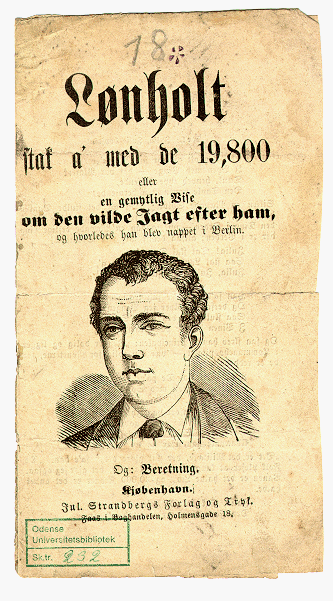 18
Lønholt
stak a' med de 19,800
eller
en gemytlig Vise
om den vilde Jagt efter ham,
og hvorledes han blev nappet i Berlin.
Og: Beretning.
Kjøbenhavn.
Jul. Strandbergs Forlag og Tryk.
Faas i Boghandelen, Holmensgade 18.
Odense
Universitetsbibliotek
Sk.tr. 232